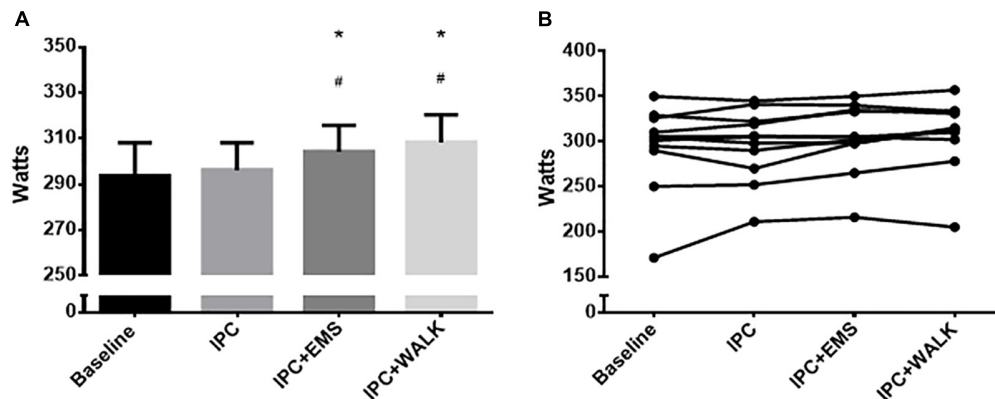 A
Watts
350
330
310
290
270
250
0
*
*
#
#
Baseline
IPC
IPC+EMS
IPC+WALK
B
Watts
400
350
300
250
200
150
0
Baseline
IPC
IPC+EMS
IPC+WALK